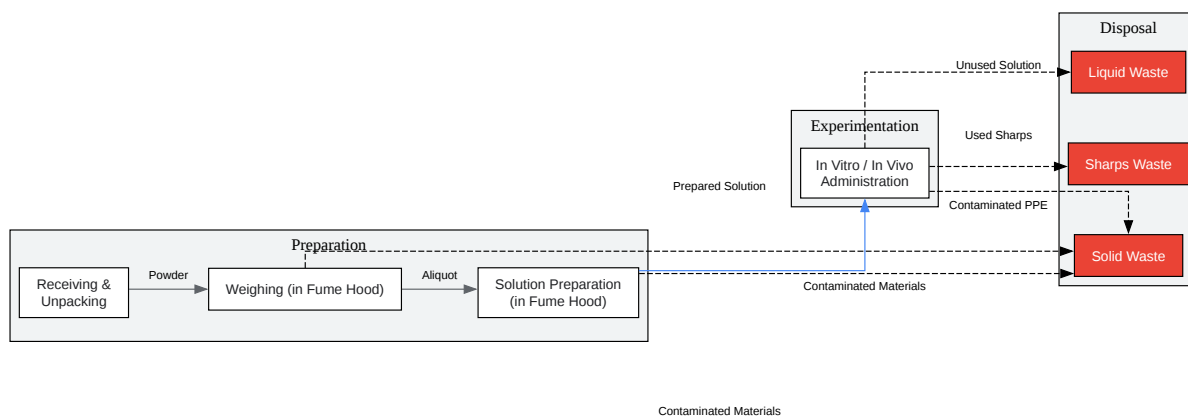 Disposal
Unused Solution
Liquid Waste
Experimentation
Used Sharps
In Vitro / In Vivo
Administration
Sharps Waste
Prepared Solution
Contaminated PPE
Preparation
Solid Waste
Receiving &
Unpacking
Powder
Weighing (in Fume Hood)
Aliquot
Solution Preparation
(in Fume Hood)
Contaminated Materials
Contaminated Materials